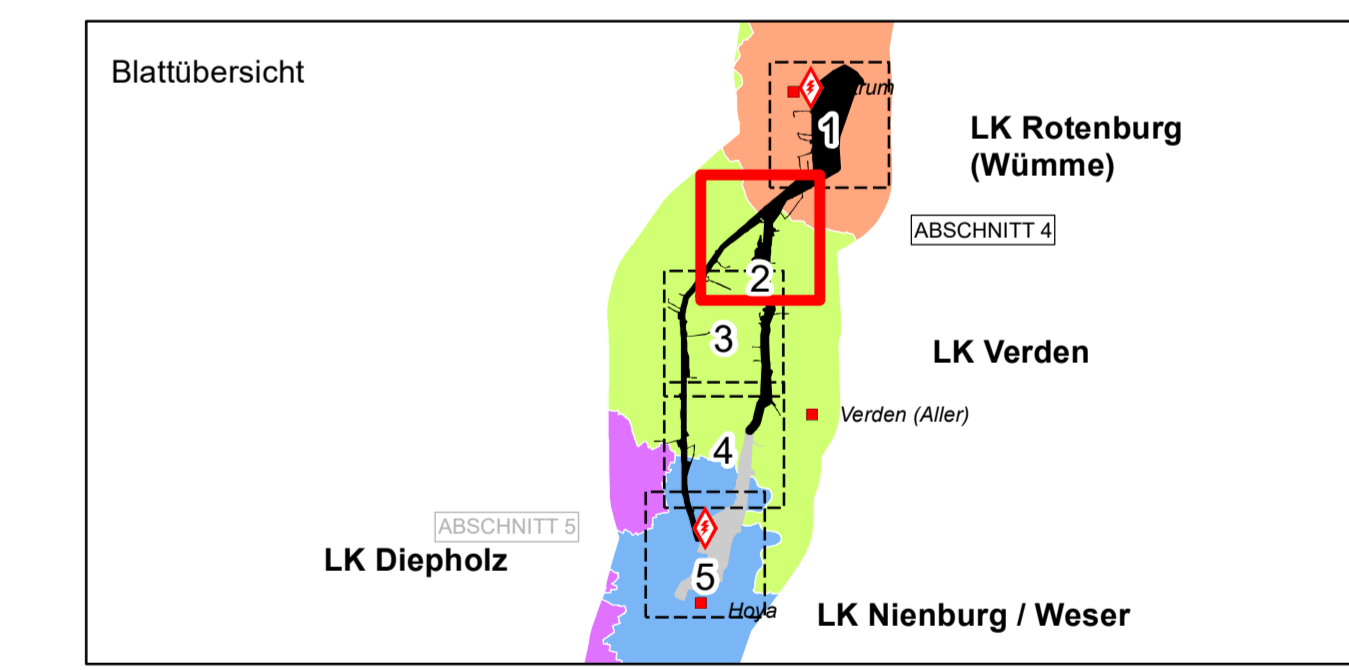 Blattübersicht
1
LK Rotenburg
(Wümme)
ABSCHNITT 4
2
3
LK Verden
Verden (Aller)
4
ABSCHNITT 5
LK Diepholz
5
Hoya
LK Nienburg / Weser